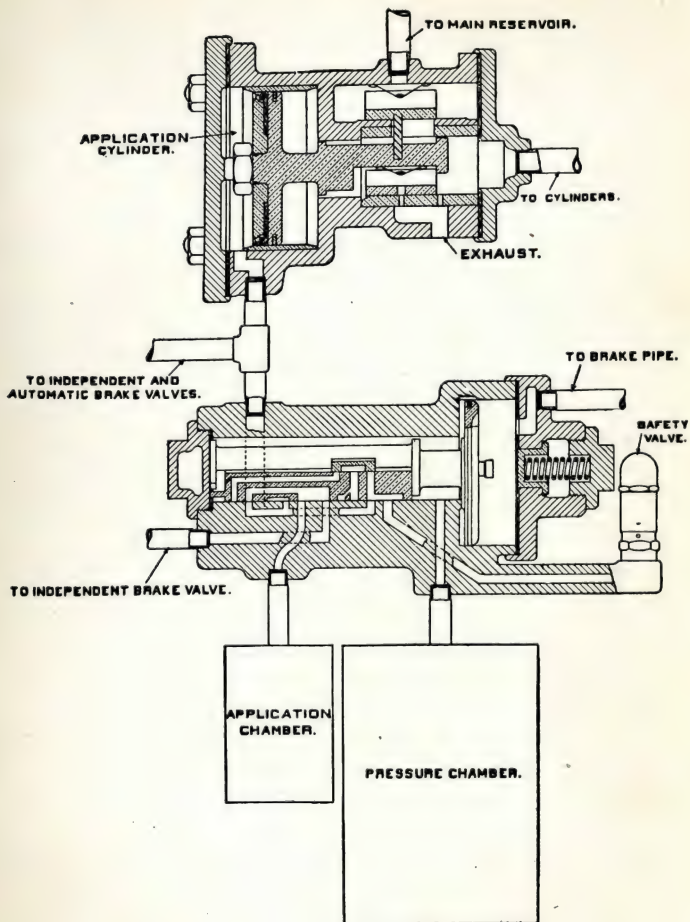 TO MAIN RESERVOIR.
APPLICATION
CYLINDER.
TO CYLINDERS.
EXHAUST.
TO INDEPENDENT AND
AUTOMATIC BRAKE VALVES.
TO BRAKE PIPE.
SAFETY
VALVE.
TO INDEPENDENT BRAKE VALVE.
APPLICATION
CHAMBER.
PRESSURE CHAMBER.